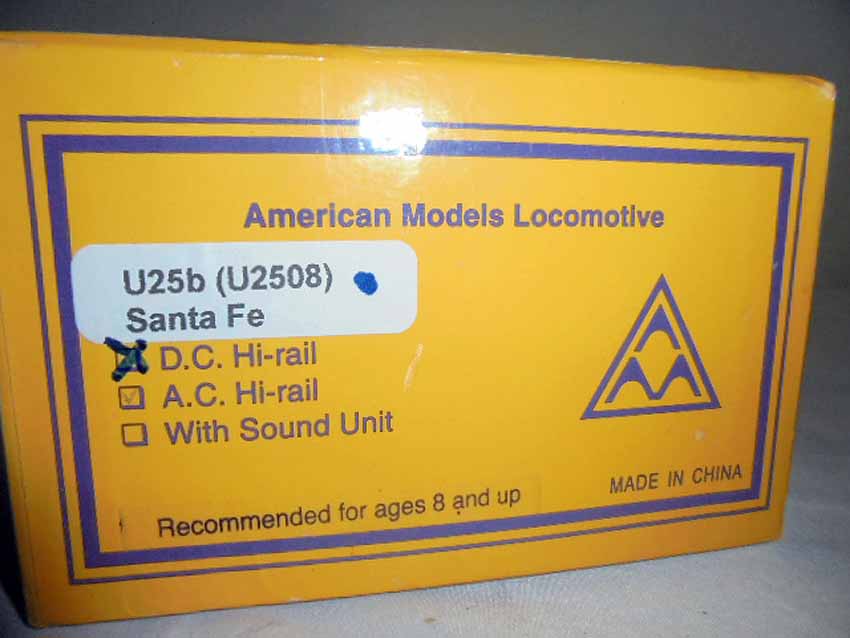 American Models Locomotive
U25b (U2508)
Santa Fe
D.C. Hi-rail
A.C. Hi-rail
With Sound Unit
Recommended for ages 8 and up
MADE IN CHINA